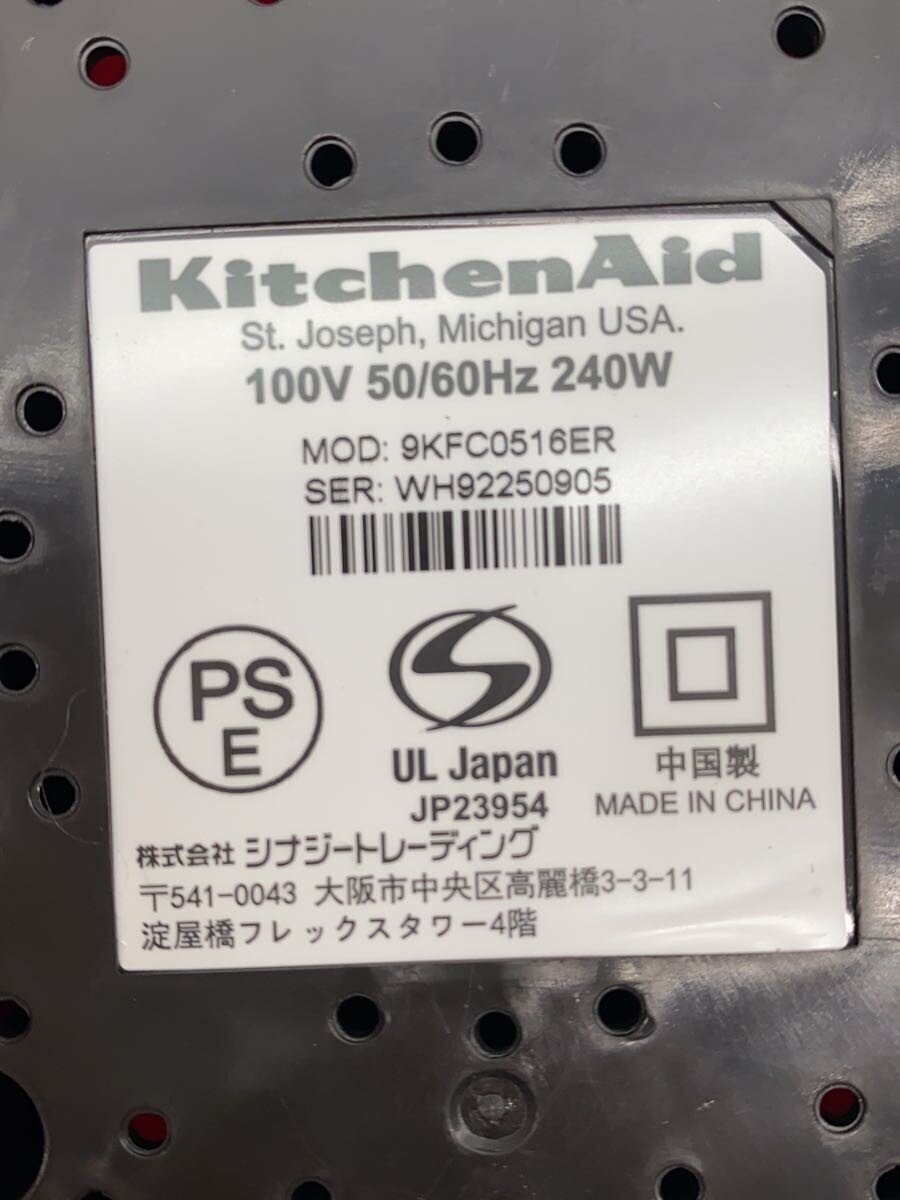 KitchenAid
St. Joseph, Michigan USA.
100V 50/60Hz 240W
MOD: 9KFC0516ER
SER: WH92250905
PS
E
UL Japan
JP23954
中国製
MADE IN CHINA
株式会社 シナジートレーディング
〒541-0043 大阪市中央区高麗橋3-3-11
淀屋橋フレックスタワー4階